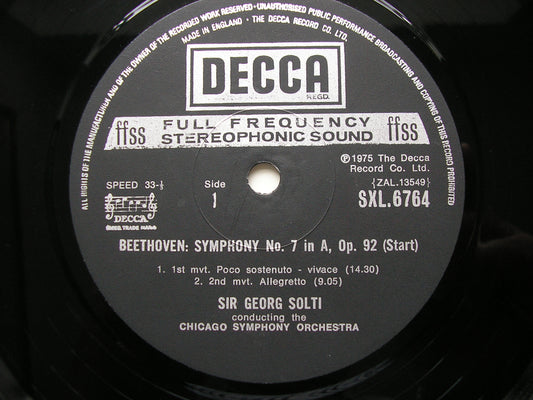 ALL RIGHTS OF THE MANUFACTURER AND OF THE OWNER OF THE RECORDED WORK RESERVED · UNAUTHORISED PUBLIC PERFORMANCE BROADCASTING AND COPYING OF THIS RECORD PROHIBITED
MADE IN ENGLAND · THE DECCA RECORD CO. LTD.
DECCA
REGD.
ffss FULL FREQUENCY STEREOPHONIC SOUND ffss
℗1975 The Decca
Record Co. Ltd.
SPEED 33-⅓
Side
1
{ZAL.13549}
SXL.6764
DECCA
REGD. TRADE MARK
BEETHOVEN: SYMPHONY No. 7 in A, Op. 92 (Start)
1. 1st mvt. Poco sostenuto - vivace (14.30)
2. 2nd mvt. Allegretto (9.05)
SIR GEORG SOLTI
conducting the
CHICAGO SYMPHONY ORCHESTRA